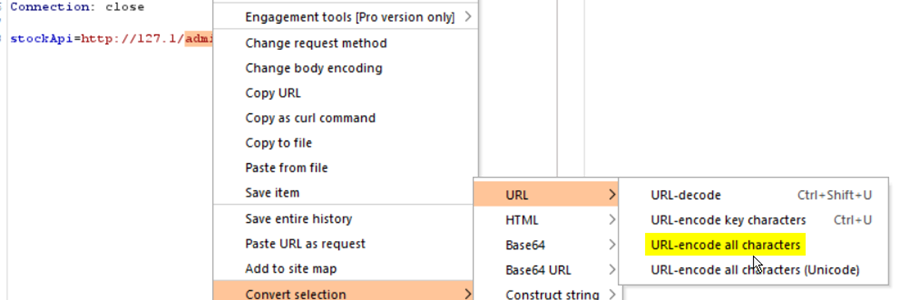 Connection: close
stockApi=http://127.1/admi
Engagement tools [Pro version only]
Change request method
Change body encoding
Copy URL
Copy as curl command
Copy to file
Paste from file
Save item
Save entire history
Paste URL as request
Add to site map
Convert selection
URL
HTML
Base64
Base64 URL
Construct string
URL-decode Ctrl+Shift+U
URL-encode key characters Ctrl+U
URL-encode all characters
URL-encode all characters (Unicode)